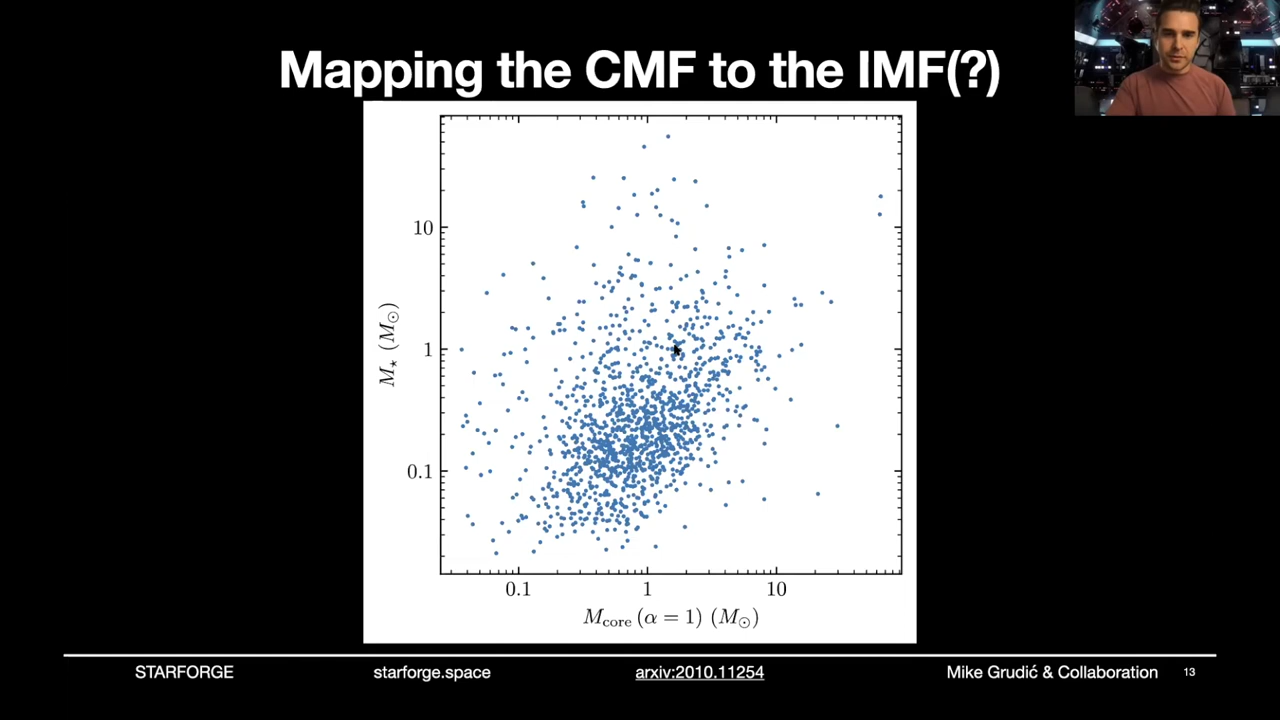 Mapping the CMF to the IMF(?)
10
1
0.1
M⋆ (M⊙)
0.1 1 10
Mcore (α = 1) (M⊙)
STARFORGE starforge.space arxiv:2010.11254 Mike Grudić & Collaboration 13